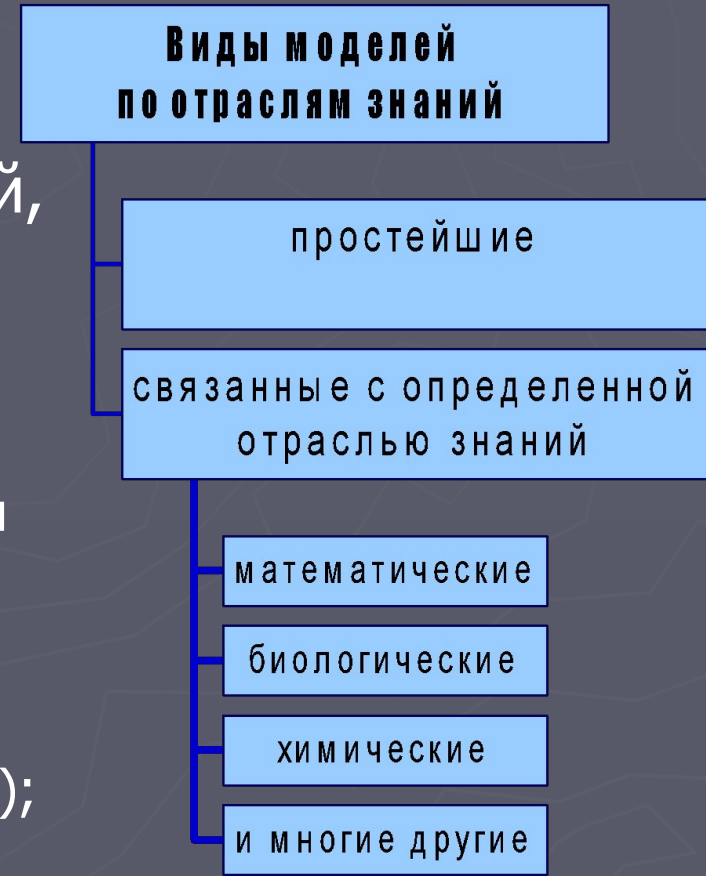 Виды моделей
по отраслям знаний
й,
простейшие
связанные с определенной
отраслью знаний
математические
биологические
химические
);
и многие другие